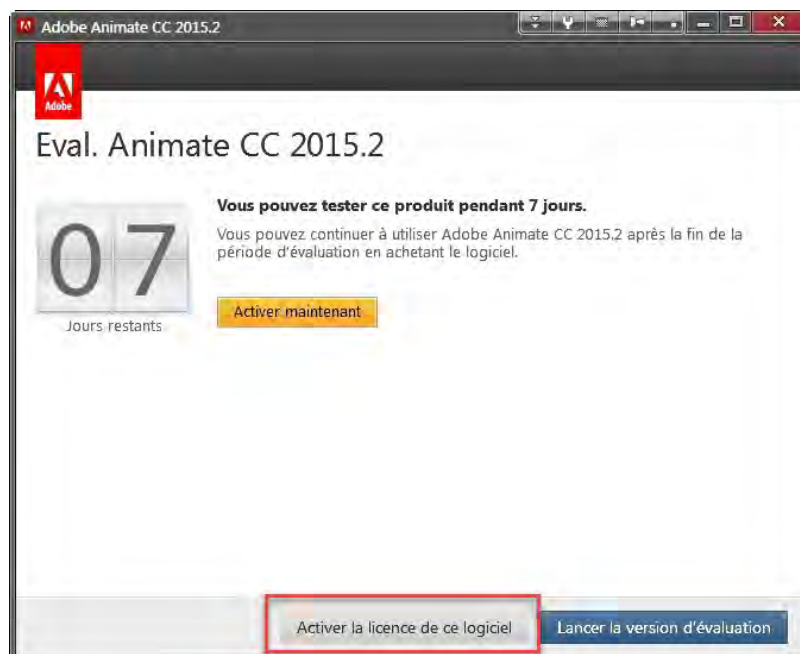 Adobe Animate CC 2015.2
Adobe
Eval. Animate CC 2015.2
Vous pouvez tester ce produit pendant 7 jours.
Vous pouvez continuer à utiliser Adobe Animate CC 2015.2 après la fin de la
période d'évaluation en achetant le logiciel.
07
Jours restants
Activer maintenant
Activer la licence de ce logiciel
Lancer la version d'évaluation